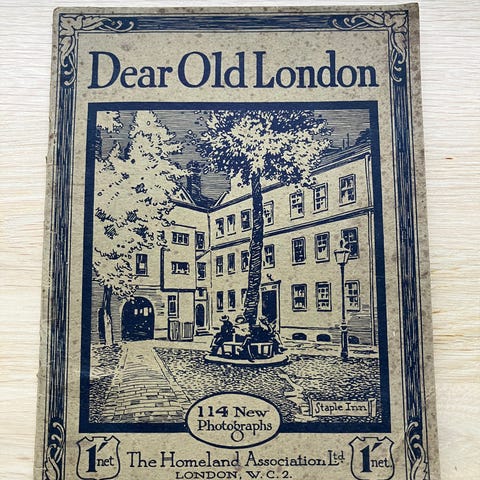 Dear Old London
Staple Inn
114 New
Photographs
1/- net
The Homeland Association Ltd
1/- net
LONDON, W.C.2.